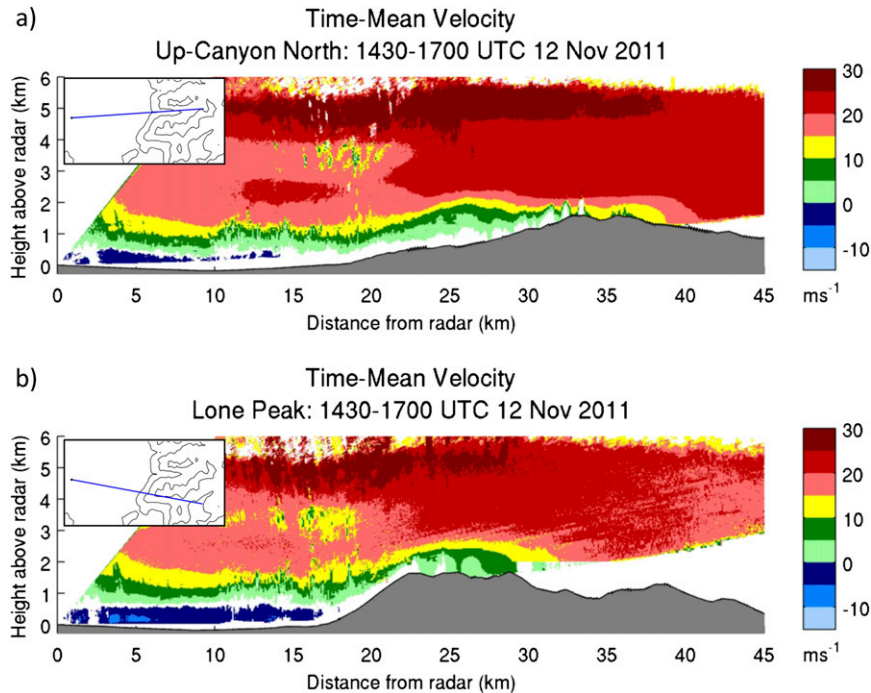 a)
Time-Mean Velocity
Up-Canyon North: 1430-1700 UTC 12 Nov 2011
Height above radar (km)
6
5
4
3
2
1
0
0 5 10 15 20 25 30 35 40 45
Distance from radar (km)
30
20
10
0
-10
ms-1
b)
Time-Mean Velocity
Lone Peak: 1430-1700 UTC 12 Nov 2011
Height above radar (km)
6
5
4
3
2
1
0
0 5 10 15 20 25 30 35 40 45
Distance from radar (km)
30
20
10
0
-10
ms-1